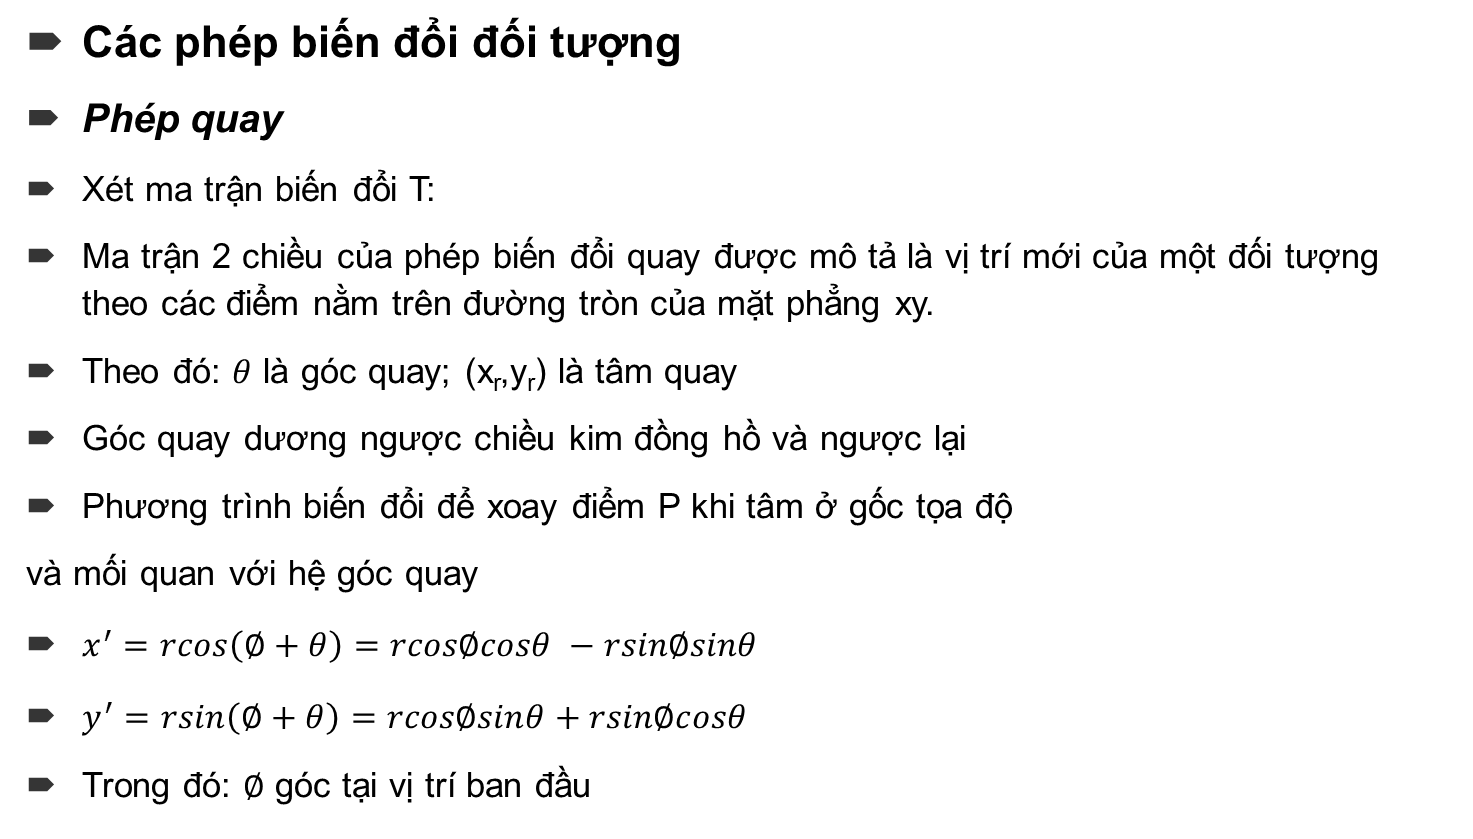 Các phép biến đổi đối tượng
Phép quay
Xét ma trận biến đổi T:
Ma trận 2 chiều của phép biến đổi quay được mô tả là vị trí mới của một đối tượng
theo các điểm nằm trên đường tròn của mặt phẳng xy.
Theo đó: 𝜃 là góc quay; (xᵣ,yᵣ) là tâm quay
Góc quay dương ngược chiều kim đồng hồ và ngược lại
Phương trình biến đổi để xoay điểm P khi tâm ở gốc tọa độ
và mối quan với hệ góc quay
𝑥′ = 𝑟𝑐𝑜𝑠(∅ + 𝜃) = 𝑟𝑐𝑜𝑠∅𝑐𝑜𝑠𝜃 − 𝑟𝑠𝑖𝑛∅𝑠𝑖𝑛𝜃
𝑦′ = 𝑟𝑠𝑖𝑛(∅ + 𝜃) = 𝑟𝑐𝑜𝑠∅𝑠𝑖𝑛𝜃 + 𝑟𝑠𝑖𝑛∅𝑐𝑜𝑠𝜃
Trong đó: ∅ góc tại vị trí ban đầu